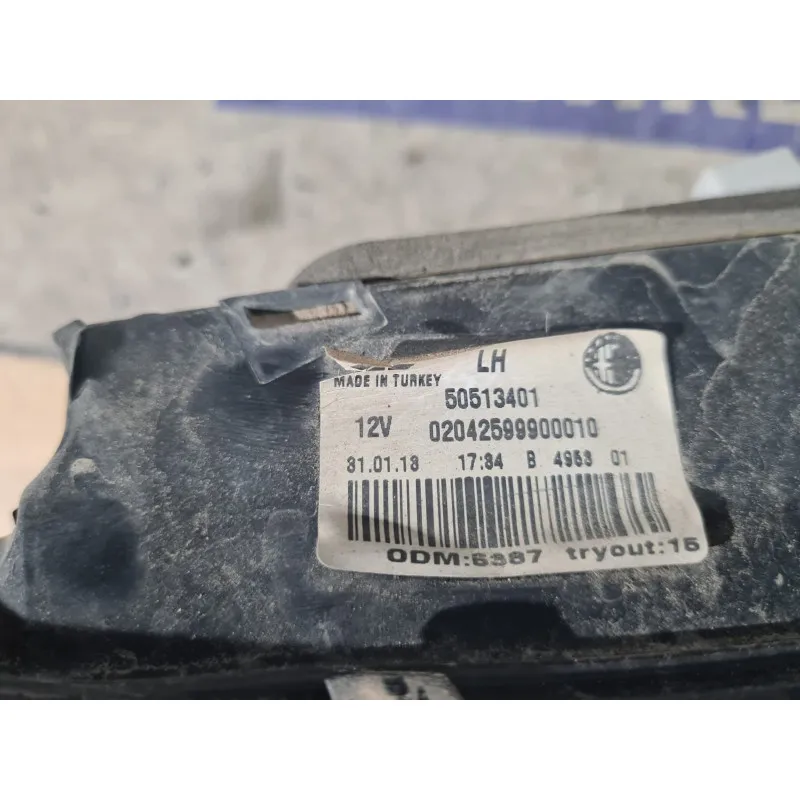 LH
MADE IN TURKEY
50513401
12V 02042599900010
31.01.13 17:34 B 4953 01
ODM:5387 tryout:15